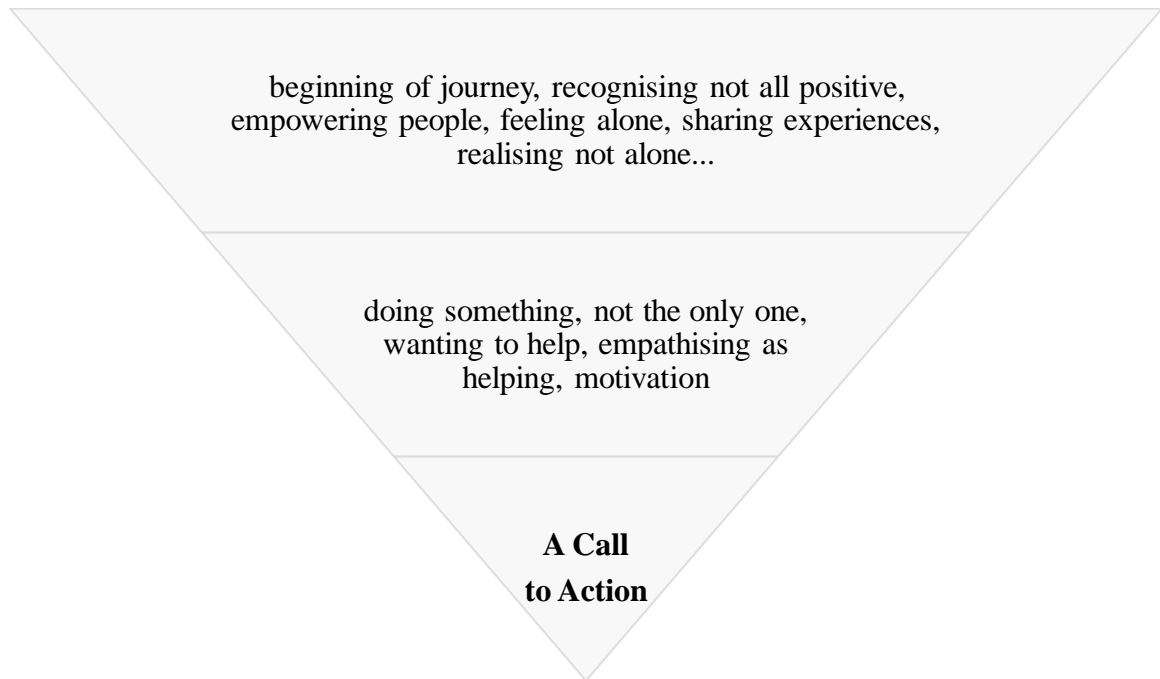 beginning of journey, recognising not all positive,
empowering people, feeling alone, sharing experiences,
realising not alone...
doing something, not the only one,
wanting to help, empathising as
helping, motivation
A Call
to Action